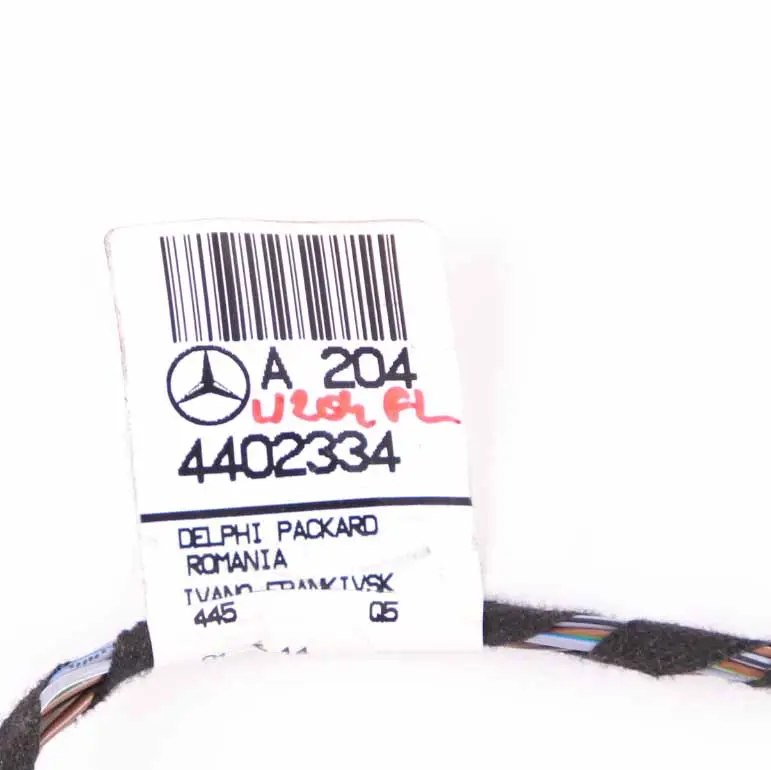 A 204
W204 FL
4402334
DELPHI PACKARD
ROMANIA
IVANO FRANKIVSK
445 Q5